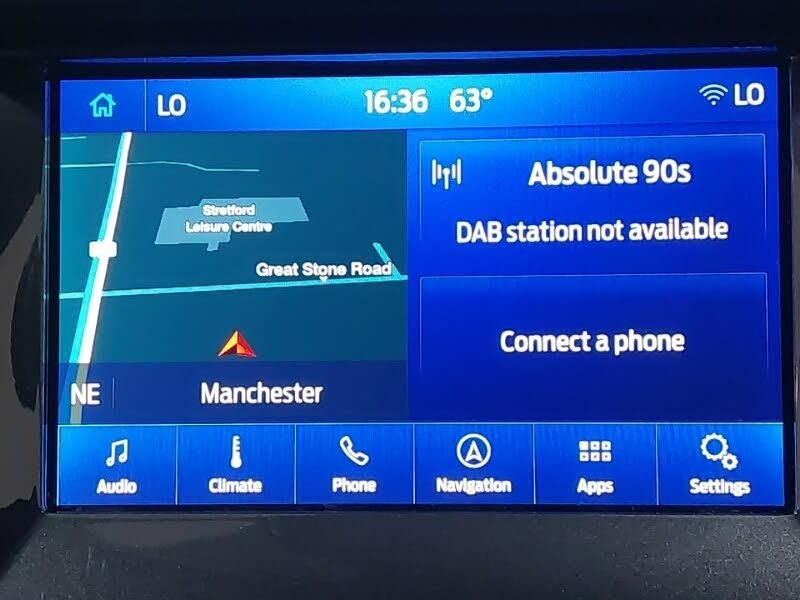 LO 16:36 63° LO
Stretford
Leisure Centre
Great Stone Road
NE Manchester
Absolute 90s
DAB station not available
Connect a phone
Audio Climate Phone Navigation Apps Settings